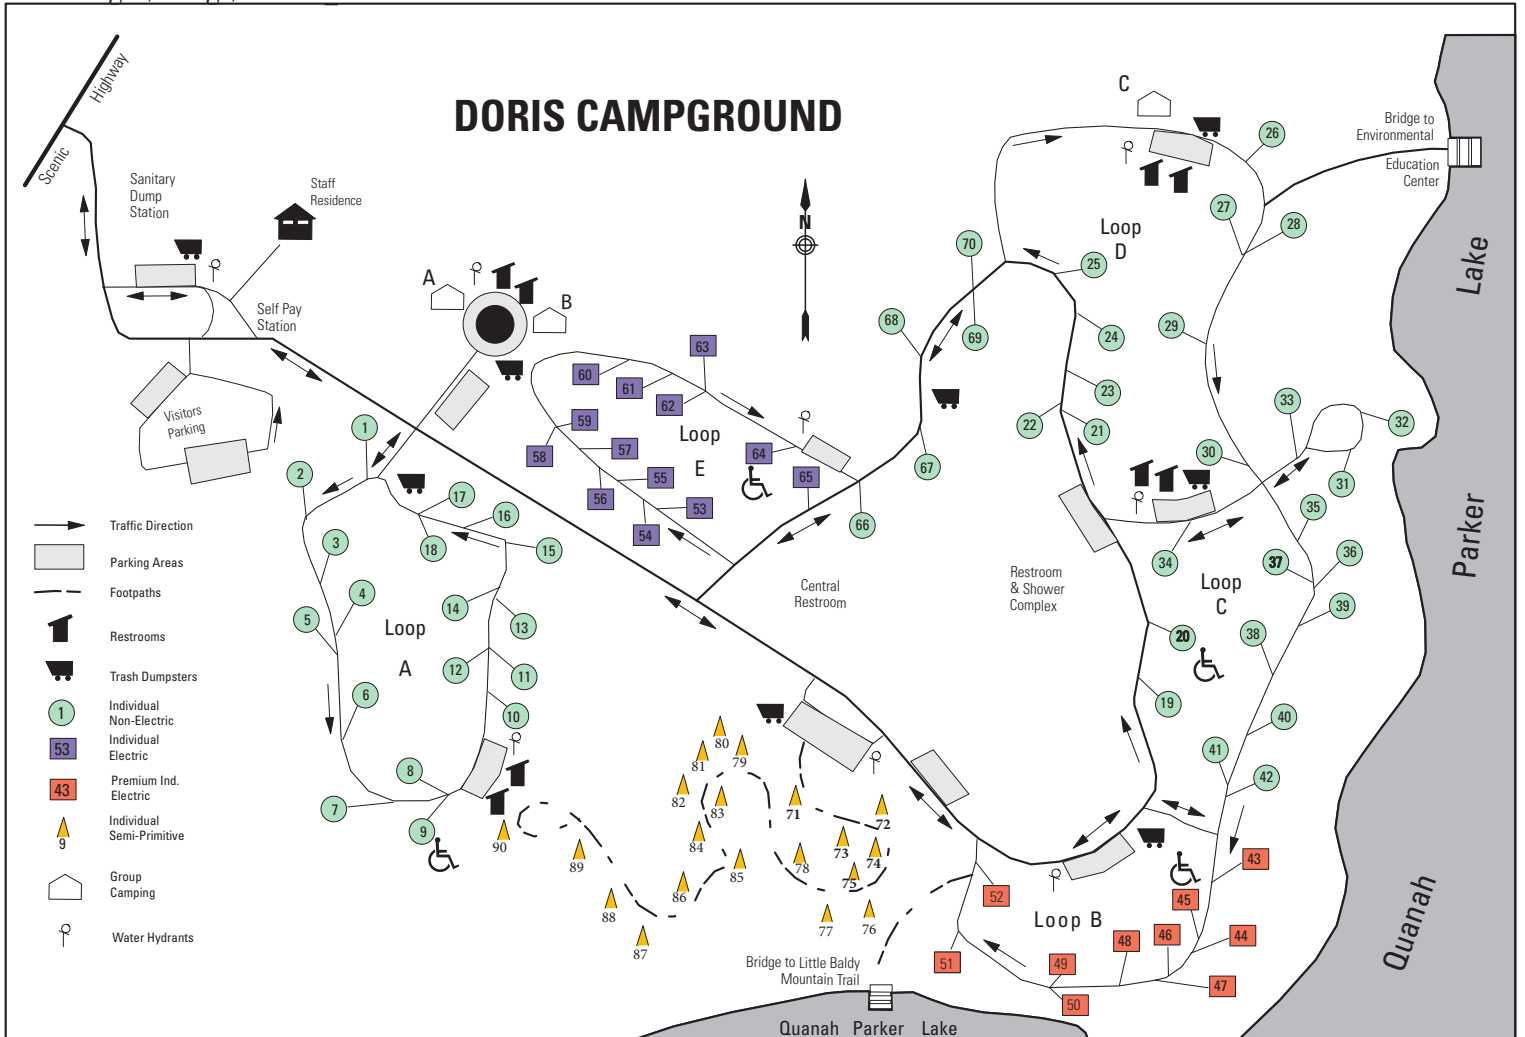 DORIS CAMPGROUND
Highway
Scenic
Sanitary
Dump
Station
Staff
Residence
Self Pay
Station
Visitors
Parking
A
B
C
N
Bridge to
Environmental
Education
Center
Lake
Parker
Quanah
Loop
D
26
27
28
70
25
68
69
24
29
63
60
61
62
59
Loop
E
58
57
64
65
55
56
53
54
23
22
21
67
66
33
32
30
31
35
34
37
36
Loop
C
39
38
20
19
40
41
42
1
2
17
16
18
15
3
4
5
14
13
Loop
A
12
11
6
10
8
7
9
Central
Restroom
Restroom
& Shower
Complex
Traffic Direction
Parking Areas
Footpaths
Restrooms
Trash Dumpsters
1
Individual
Non-Electric
53
Individual
Electric
43
Premium Ind.
Electric
9
Individual
Semi-Primitive
Group
Camping
Water Hydrants
80
81
79
82
83
71
72
84
73
74
90
89
85
78
75
86
88
77
76
87
43
52
45
Loop B
44
48
46
51
49
47
50
Bridge to Little Baldy
Mountain Trail
Quanah Parker Lake